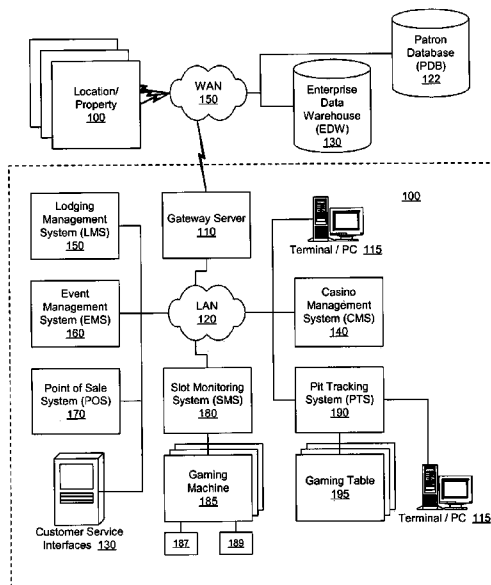 Patron
Database
(PDB)
122
WAN
150
Location/
Property
100
Enterprise
Data
Warehouse
(EDW)
130
100
Lodging
Management
System (LMS)
150
Gateway Server
110
Terminal / PC 115
Event
Management
System (EMS)
160
LAN
120
Casino
Management
System (CMS)
140
Point of Sale
System (POS)
170
Slot Monitoring
System (SMS)
180
Pit Tracking
System (PTS)
190
Gaming
Machine
185
Gaming Table
195
Customer Service
Interfaces 130
187
189
Terminal / PC 115